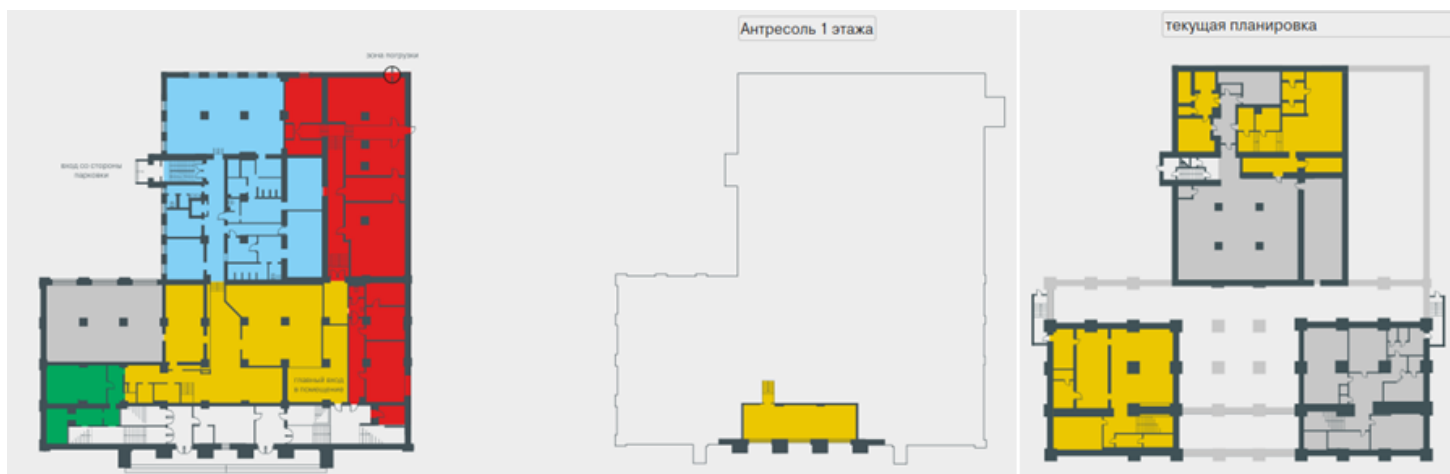 Антресоль 1 этажа
текущая планировка
зона погрузки
вход со стороны
парковки
главный вход
в помещение